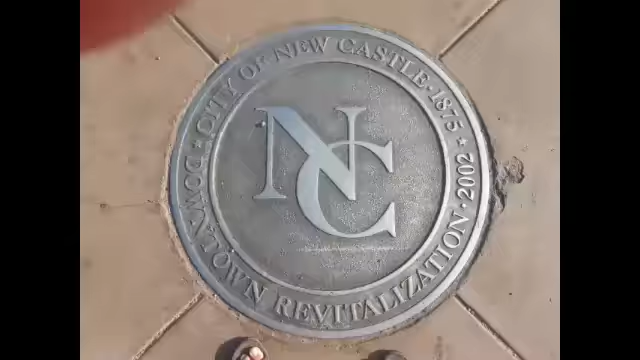 CITY OF NEW CASTLE · 1875
NC
DOWNTOWN REVITALIZATION · 2002